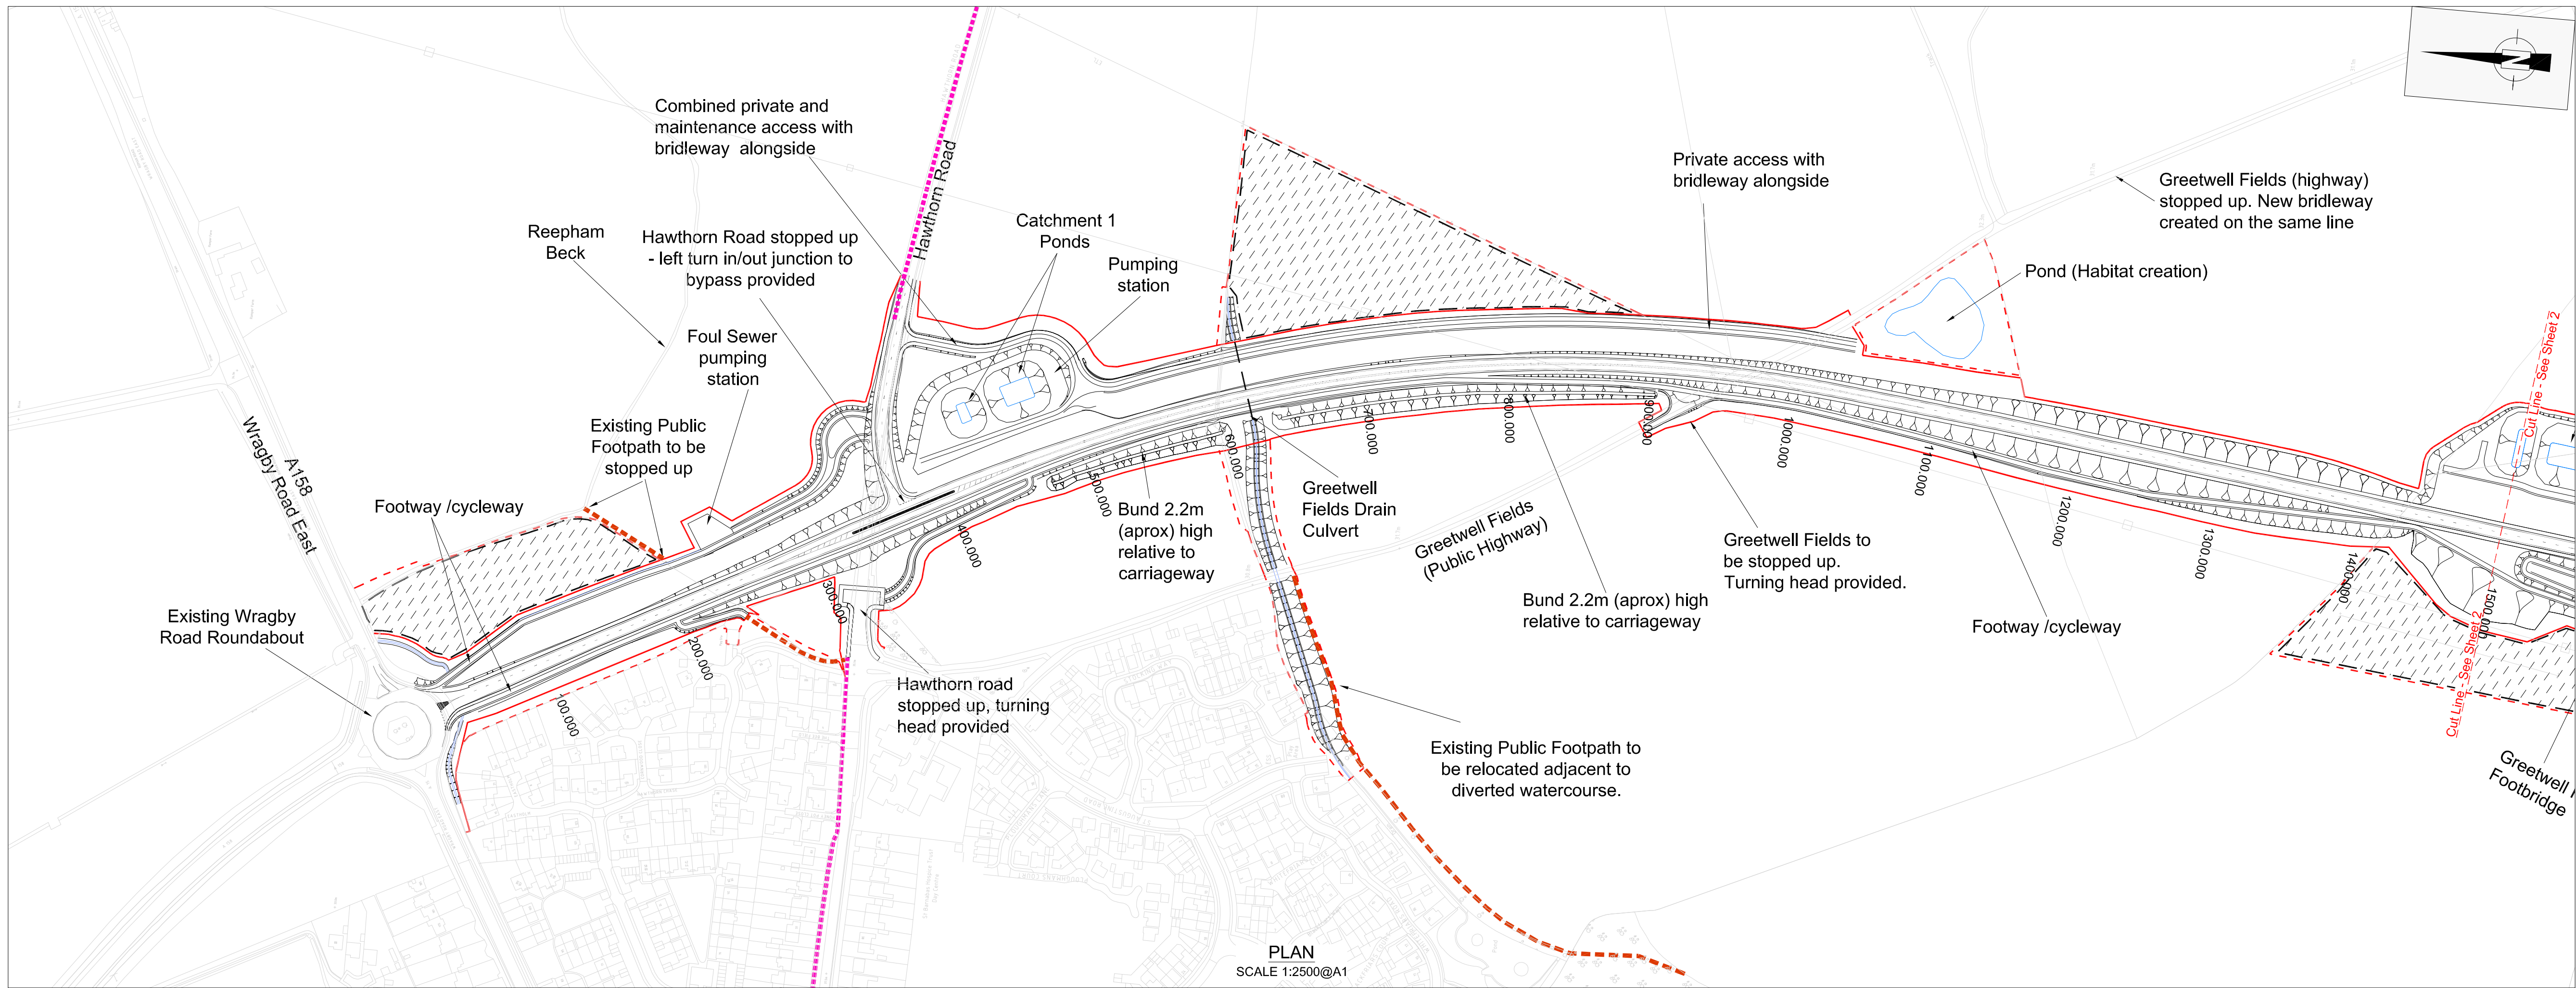 Combined private and
maintenance access with
bridleway  alongside
Hawthorn Road
Reepham
Beck
Hawthorn Road stopped up
- left turn in/out junction to
bypass provided
Catchment 1
Ponds
Pumping
station
Private access with
bridleway alongside
Greetwell Fields (highway)
stopped up. New bridleway
created on the same line
N
Pond (Habitat creation)
Foul Sewer
pumping
station
Existing Public
Footpath to be
stopped up
Footway /cycleway
A158
Wragby Road East
Existing Wragby
Road Roundabout
100.000
200.000
300.000
400.000
500.000
600.000
700.000
800.000
900.000
1000.000
1100.000
1200.000
1300.000
1400.000
1500.000
Bund 2.2m
(aprox) high
relative to
carriageway
Greetwell
Fields Drain
Culvert
Greetwell Fields
(Public Highway)
Bund 2.2m (aprox) high
relative to carriageway
Greetwell Fields to
be stopped up.
Turning head provided.
Footway /cycleway
Cut Line - See Sheet 2
Cut Line - See Sheet 2
Hawthorn road
stopped up, turning
head provided
Existing Public Footpath to
be relocated adjacent to
diverted watercourse.
Greetwell
Footbridge
PLAN
SCALE 1:2500@A1